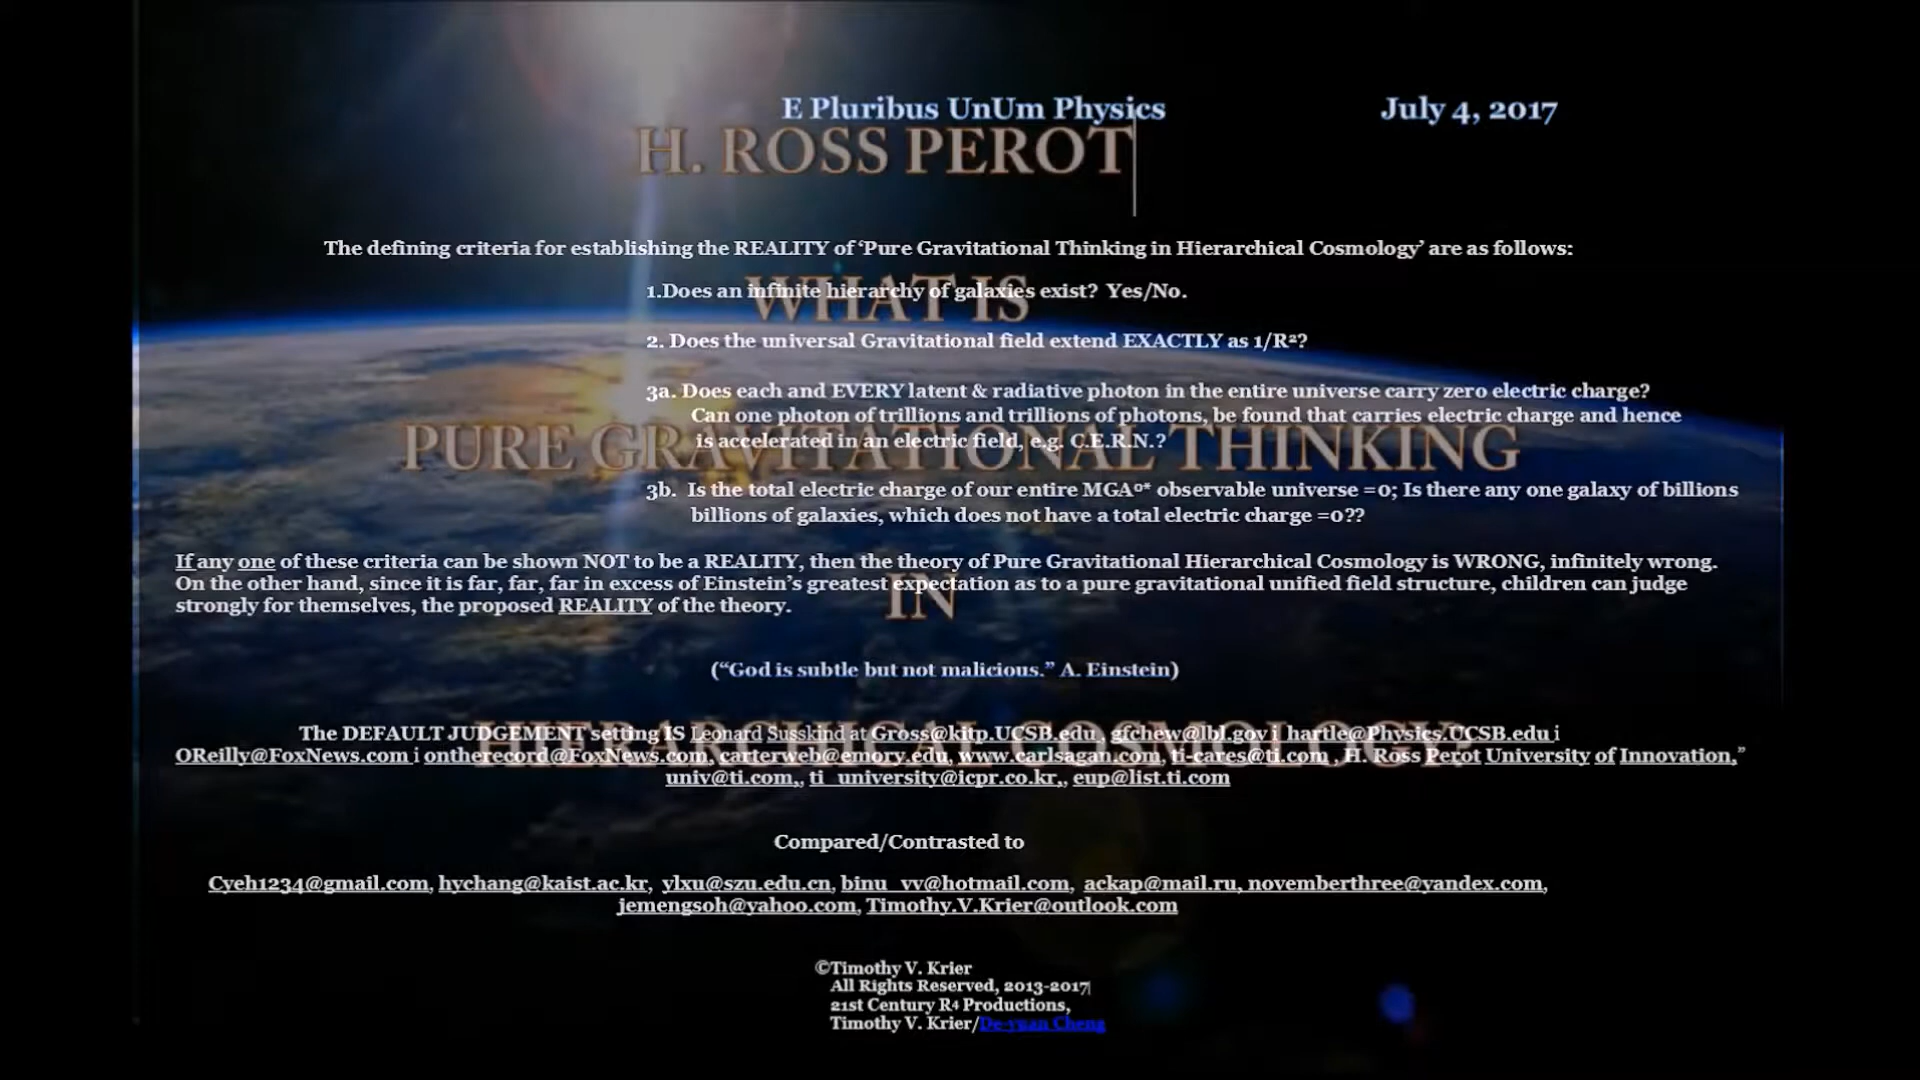 E Pluribus UnUm Physics July 4, 2017
H. ROSS PEROT
The defining criteria for establishing the REALITY of ‘Pure Gravitational Thinking in Hierarchical Cosmology’ are as follows:
1.Does an infinite hierarchy of galaxies exist? Yes/No.
WHAT IS
2. Does the universal Gravitational field extend EXACTLY as 1/R²?
3a. Does each and EVERY latent & radiative photon in the entire universe carry zero electric charge?
Can one photon of trillions and trillions of photons, be found that carries electric charge and hence
is accelerated in an electric field, e.g. C.E.R.N.?
PURE GRAVITATIONAL THINKING
3b. Is the total electric charge of our entire MGA⁰* observable universe =0; Is there any one galaxy of billions
billions of galaxies, which does not have a total electric charge =0??
If any one of these criteria can be shown NOT to be a REALITY, then the theory of Pure Gravitational Hierarchical Cosmology is WRONG, infinitely wrong.
On the other hand, since it is far, far, far in excess of Einstein’s greatest expectation as to a pure gravitational unified field structure, children can judge
IN
strongly for themselves, the proposed REALITY of the theory.
(“God is subtle but not malicious.” A. Einstein)
The DEFAULT JUDGEMENT setting IS Leonard Susskind at Gross@kitp.UCSB.edu , gfchew@lbl.gov i hartle@Physics.UCSB.edu i
HIERARCHICAL COSMOLOGY?
OReilly@FoxNews.com i ontherecord@FoxNews.com, carterweb@emory.edu, www.carlsagan.com, ti-cares@ti.com , H. Ross Perot University of Innovation,”
univ@ti.com,, ti_university@icpr.co.kr,, eup@list.ti.com
Compared/Contrasted to
Cyeh1234@gmail.com, hychang@kaist.ac.kr, ylxu@szu.edu.cn, binu_vv@hotmail.com, ackap@mail.ru, novemberthree@yandex.com,
jemengsoh@yahoo.com, Timothy.V.Krier@outlook.com
©Timothy V. Krier
All Rights Reserved, 2013-2017
21st Century R⁴ Productions,
Timothy V. Krier/De-yuan Cheng